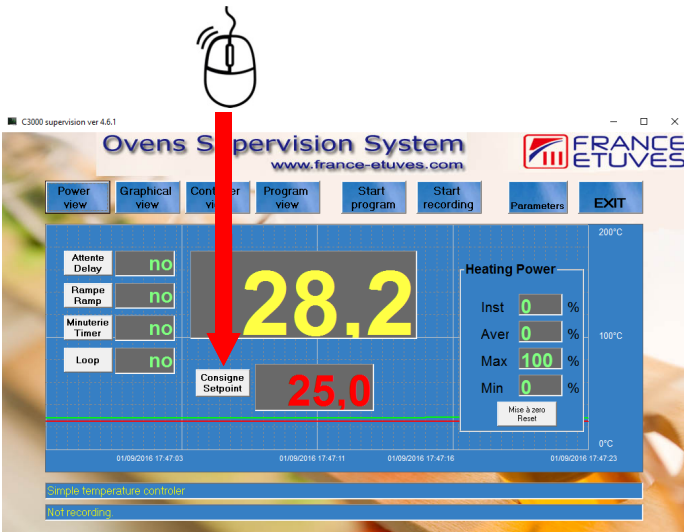 C3000 supervision ver 4.6.1
Ovens S pervision System
www.france-etuves.com
FRANCE
ETUVES
Power
view
Graphical
view
Program
view
Start
program
Start
recording
Parameters
EXIT
200°C
Attente
Delay
no
28,2
Heating Power
Rampe
Ramp
no
Inst 0 %
Minuterie
Timer
no
Aver 0 %
100°C
Loop
no
Max 100 %
Consigne
Setpoint
25,0
Min 0 %
Mise à zero
Reset
0°C
01/09/2016 17:47:03
01/09/2016 17:47:11
01/09/2016 17:47:16
01/09/2016 17:47:23
Simple temperature controler
Not recording.